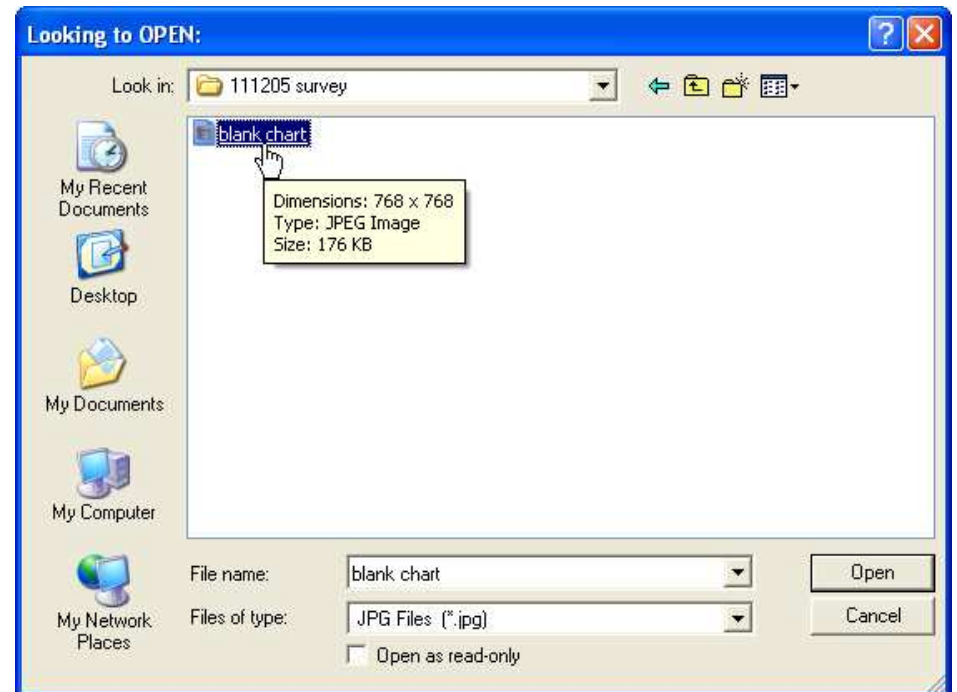 Looking to OPEN:
Look in: 111205 survey
blank chart
Dimensions: 768 x 768
Type: JPEG Image
Size: 176 KB
My Recent
Documents
Desktop
My Documents
My Computer
My Network
Places
File name: blank chart Open
Files of type: JPG Files (*.jpg) Cancel
Open as read-only